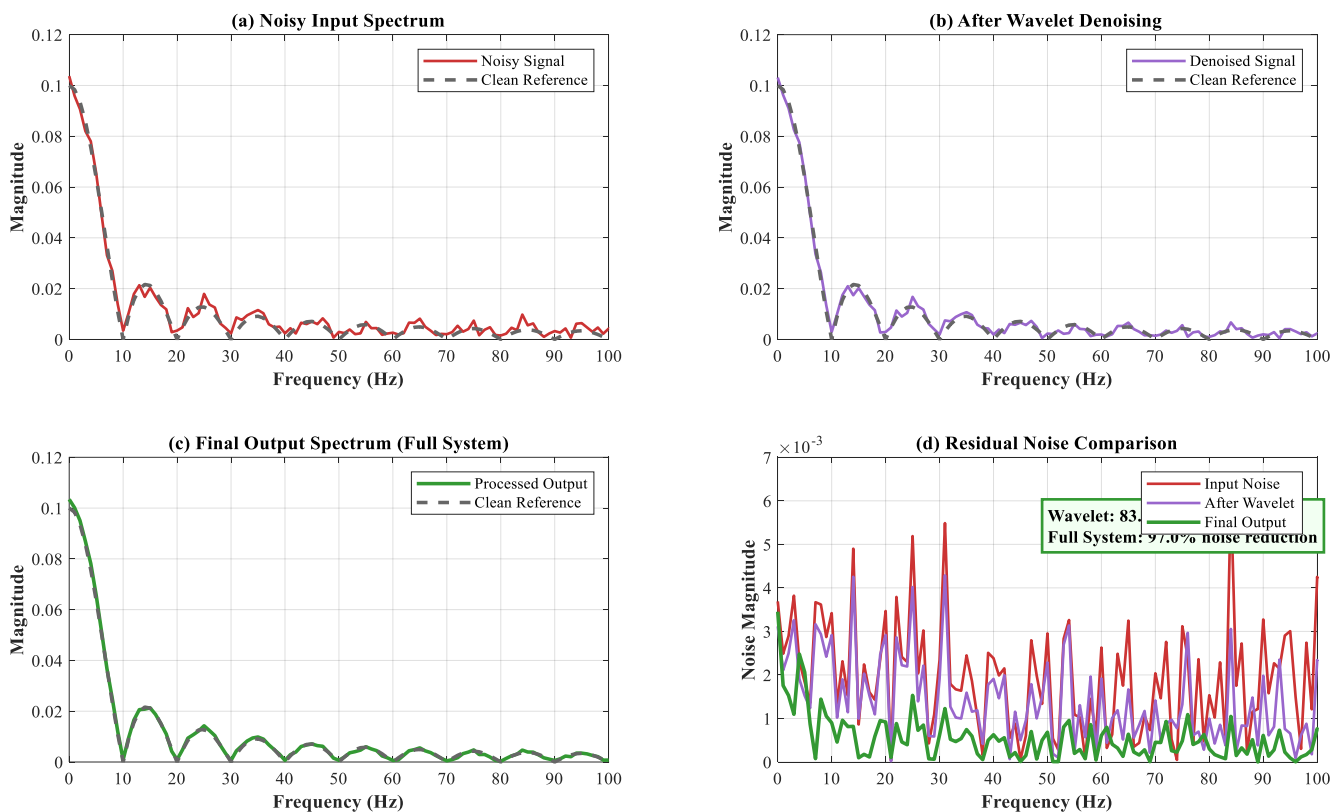 (a) Noisy Input Spectrum
0.12
0.1
0.08
0.06
0.04
0.02
0
Magnitude
Noisy Signal
Clean Reference
0 10 20 30 40 50 60 70 80 90 100
Frequency (Hz)
(b) After Wavelet Denoising
0.12
0.1
0.08
0.06
0.04
0.02
0
Magnitude
Denoised Signal
Clean Reference
0 10 20 30 40 50 60 70 80 90 100
Frequency (Hz)
(c) Final Output Spectrum (Full System)
0.12
0.1
0.08
0.06
0.04
0.02
0
Magnitude
Processed Output
Clean Reference
0 10 20 30 40 50 60 70 80 90 100
Frequency (Hz)
(d) Residual Noise Comparison
×10⁻³
7
6
5
4
3
2
1
0
Noise Magnitude
Input Noise
After Wavelet
Final Output
Wavelet: 83.
Full System: 97.0% noise reduction
0 10 20 30 40 50 60 70 80 90 100
Frequency (Hz)